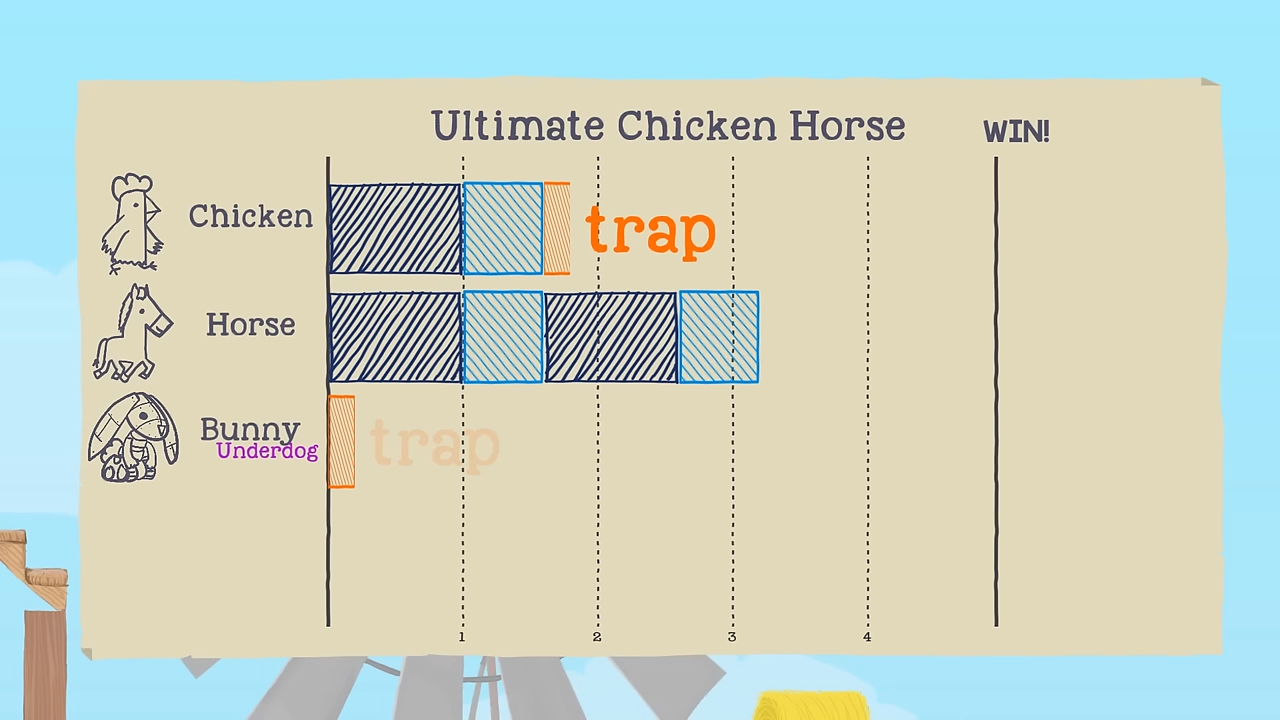 Ultimate Chicken Horse
WIN!
Chicken
trap
Horse
Bunny
Underdog
trap
1 2 3 4